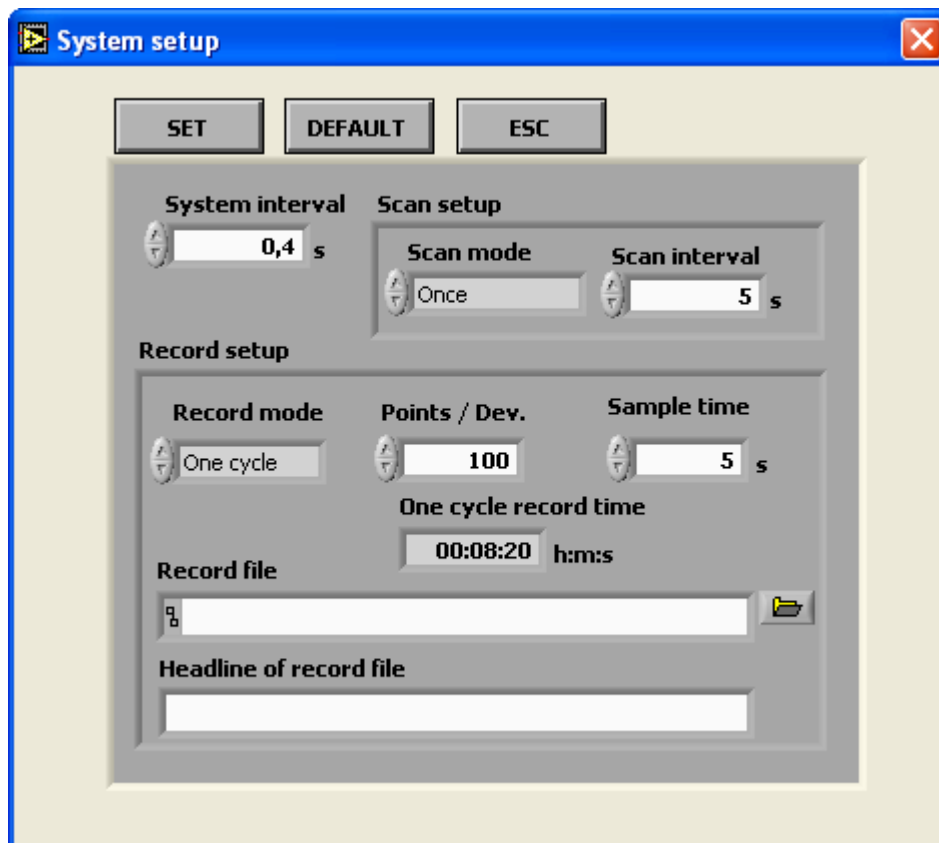 System setup
SET DEFAULT ESC
System interval
0,4 s
Scan setup
Scan mode Scan interval
Once 5 s
Record setup
Record mode Points / Dev. Sample time
One cycle 100 5 s
One cycle record time
00:08:20 h:m:s
Record file
Headline of record file